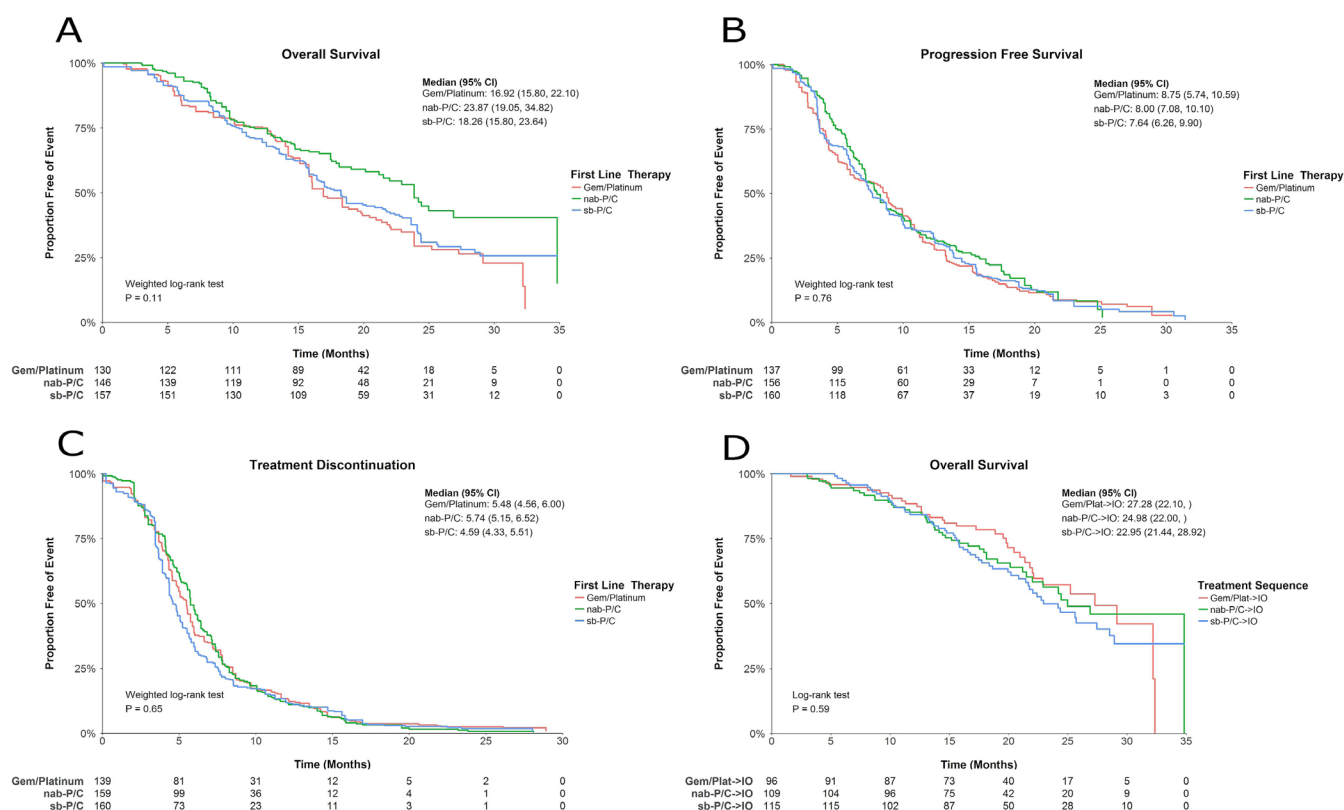 A
Overall Survival
Median (95% CI)
Gem/Platinum: 16.92 (15.80, 22.10)
nab-P/C: 23.87 (19.05, 34.82)
sb-P/C: 18.26 (15.80, 23.64)
Proportion Free of Event
100%
75%
50%
25%
0%
First Line Therapy
Gem/Platinum
nab-P/C
sb-P/C
Weighted log-rank test
P = 0.11
0 5 10 15 20 25 30 35
Time (Months)
Gem/Platinum 130 122 111 89 42 18 5 0
nab-P/C 146 139 119 92 48 21 9 0
sb-P/C 157 151 130 109 59 31 12 0
B
Progression Free Survival
Median (95% CI)
Gem/Platinum: 8.75 (5.74, 10.59)
nab-P/C: 8.00 (7.08, 10.10)
sb-P/C: 7.64 (6.26, 9.90)
Proportion Free of Event
100%
75%
50%
25%
0%
First Line Therapy
Gem/Platinum
nab-P/C
sb-P/C
Weighted log-rank test
P = 0.76
0 5 10 15 20 25 30 35
Time (Months)
Gem/Platinum 137 99 61 33 12 5 1 0
nab-P/C 156 115 60 29 7 1 0 0
sb-P/C 160 118 67 37 19 10 3 0
C
Treatment Discontinuation
Median (95% CI)
Gem/Platinum: 5.48 (4.56, 6.00)
nab-P/C: 5.74 (5.15, 6.52)
sb-P/C: 4.59 (4.33, 5.51)
Proportion Free of Event
100%
75%
50%
25%
0%
First Line Therapy
Gem/Platinum
nab-P/C
sb-P/C
Weighted log-rank test
P = 0.65
0 5 10 15 20 25 30
Time (Months)
Gem/Platinum 139 81 31 12 5 2 0
nab-P/C 159 99 36 12 4 1 0
sb-P/C 160 73 23 11 3 1 0
D
Overall Survival
Median (95% CI)
Gem/Plat->IO: 27.28 (22.10, )
nab-P/C->IO: 24.98 (22.00, )
sb-P/C->IO: 22.95 (21.44, 28.92)
Proportion Free of Event
100%
75%
50%
25%
0%
Treatment Sequence
Gem/Plat->IO
nab-P/C->IO
sb-P/C->IO
Log-rank test
P = 0.59
0 5 10 15 20 25 30 35
Time (Months)
Gem/Plat->IO 96 91 87 73 40 17 5 0
nab-P/C->IO 109 104 96 75 42 20 9 0
sb-P/C->IO 115 115 102 87 50 28 10 0